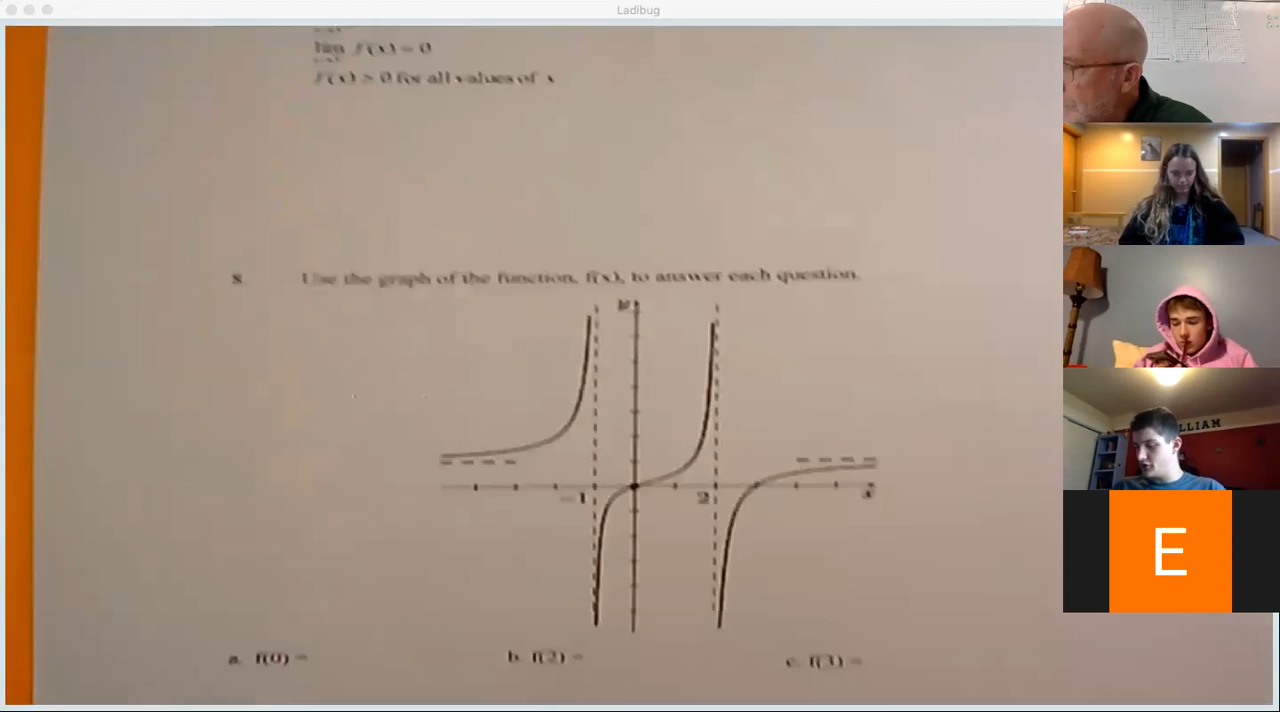 Ladibug
lim f(x) = 0
f'(x) > 0 for all values of x
8. Use the graph of the function, f(x), to answer each question.
y
-1
2
x
a. f(0) =
b. f(2) =
c. f(3) =
LLIAM
E